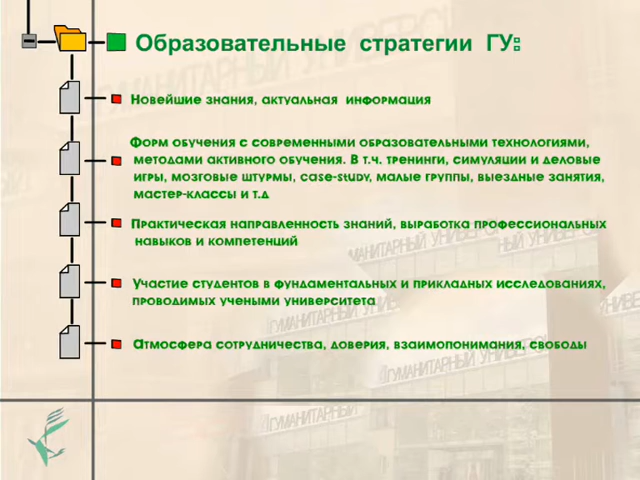 Образовательные стратегии ГУ:
Новейшие знания, актуальная информация
Форм обучения с современными образовательными технологиями,
методами активного обучения. В т.ч. тренинги, симуляции и деловые
игры, мозговые штурмы, case-study, малые группы, выездные занятия,
мастер-классы и т.д
Практическая направленность знаний, выработка профессиональных
навыков и компетенций
Участие студентов в фундаментальных и прикладных исследованиях,
проводимых учеными университета
Атмосфера сотрудничества, доверия, взаимопонимания, свободы